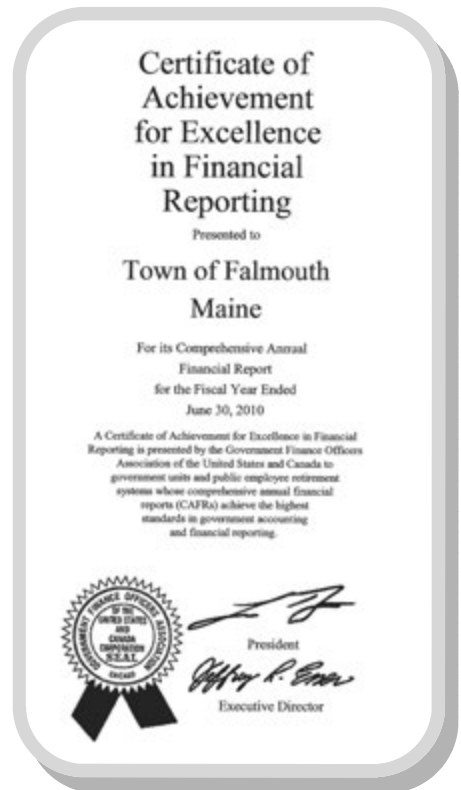 Certificate of
Achievement
for Excellence
in Financial
Reporting
Presented to
Town of Falmouth
Maine
For its Comprehensive Annual
Financial Report
for the Fiscal Year Ended
June 30, 2010
A Certificate of Achievement for Excellence in Financial
Reporting is presented by the Government Finance Officers
Association of the United States and Canada to
government units and public employee retirement
systems whose comprehensive annual financial
reports (CAFRs) achieve the highest
standards in government accounting
and financial reporting.
GOVERNMENT FINANCE OFFICERS ASSOCIATION
OF THE
UNITED STATES
AND
CANADA
CORPORATION
SEAL
CHICAGO
President
Jeffrey R. Enser
Executive Director